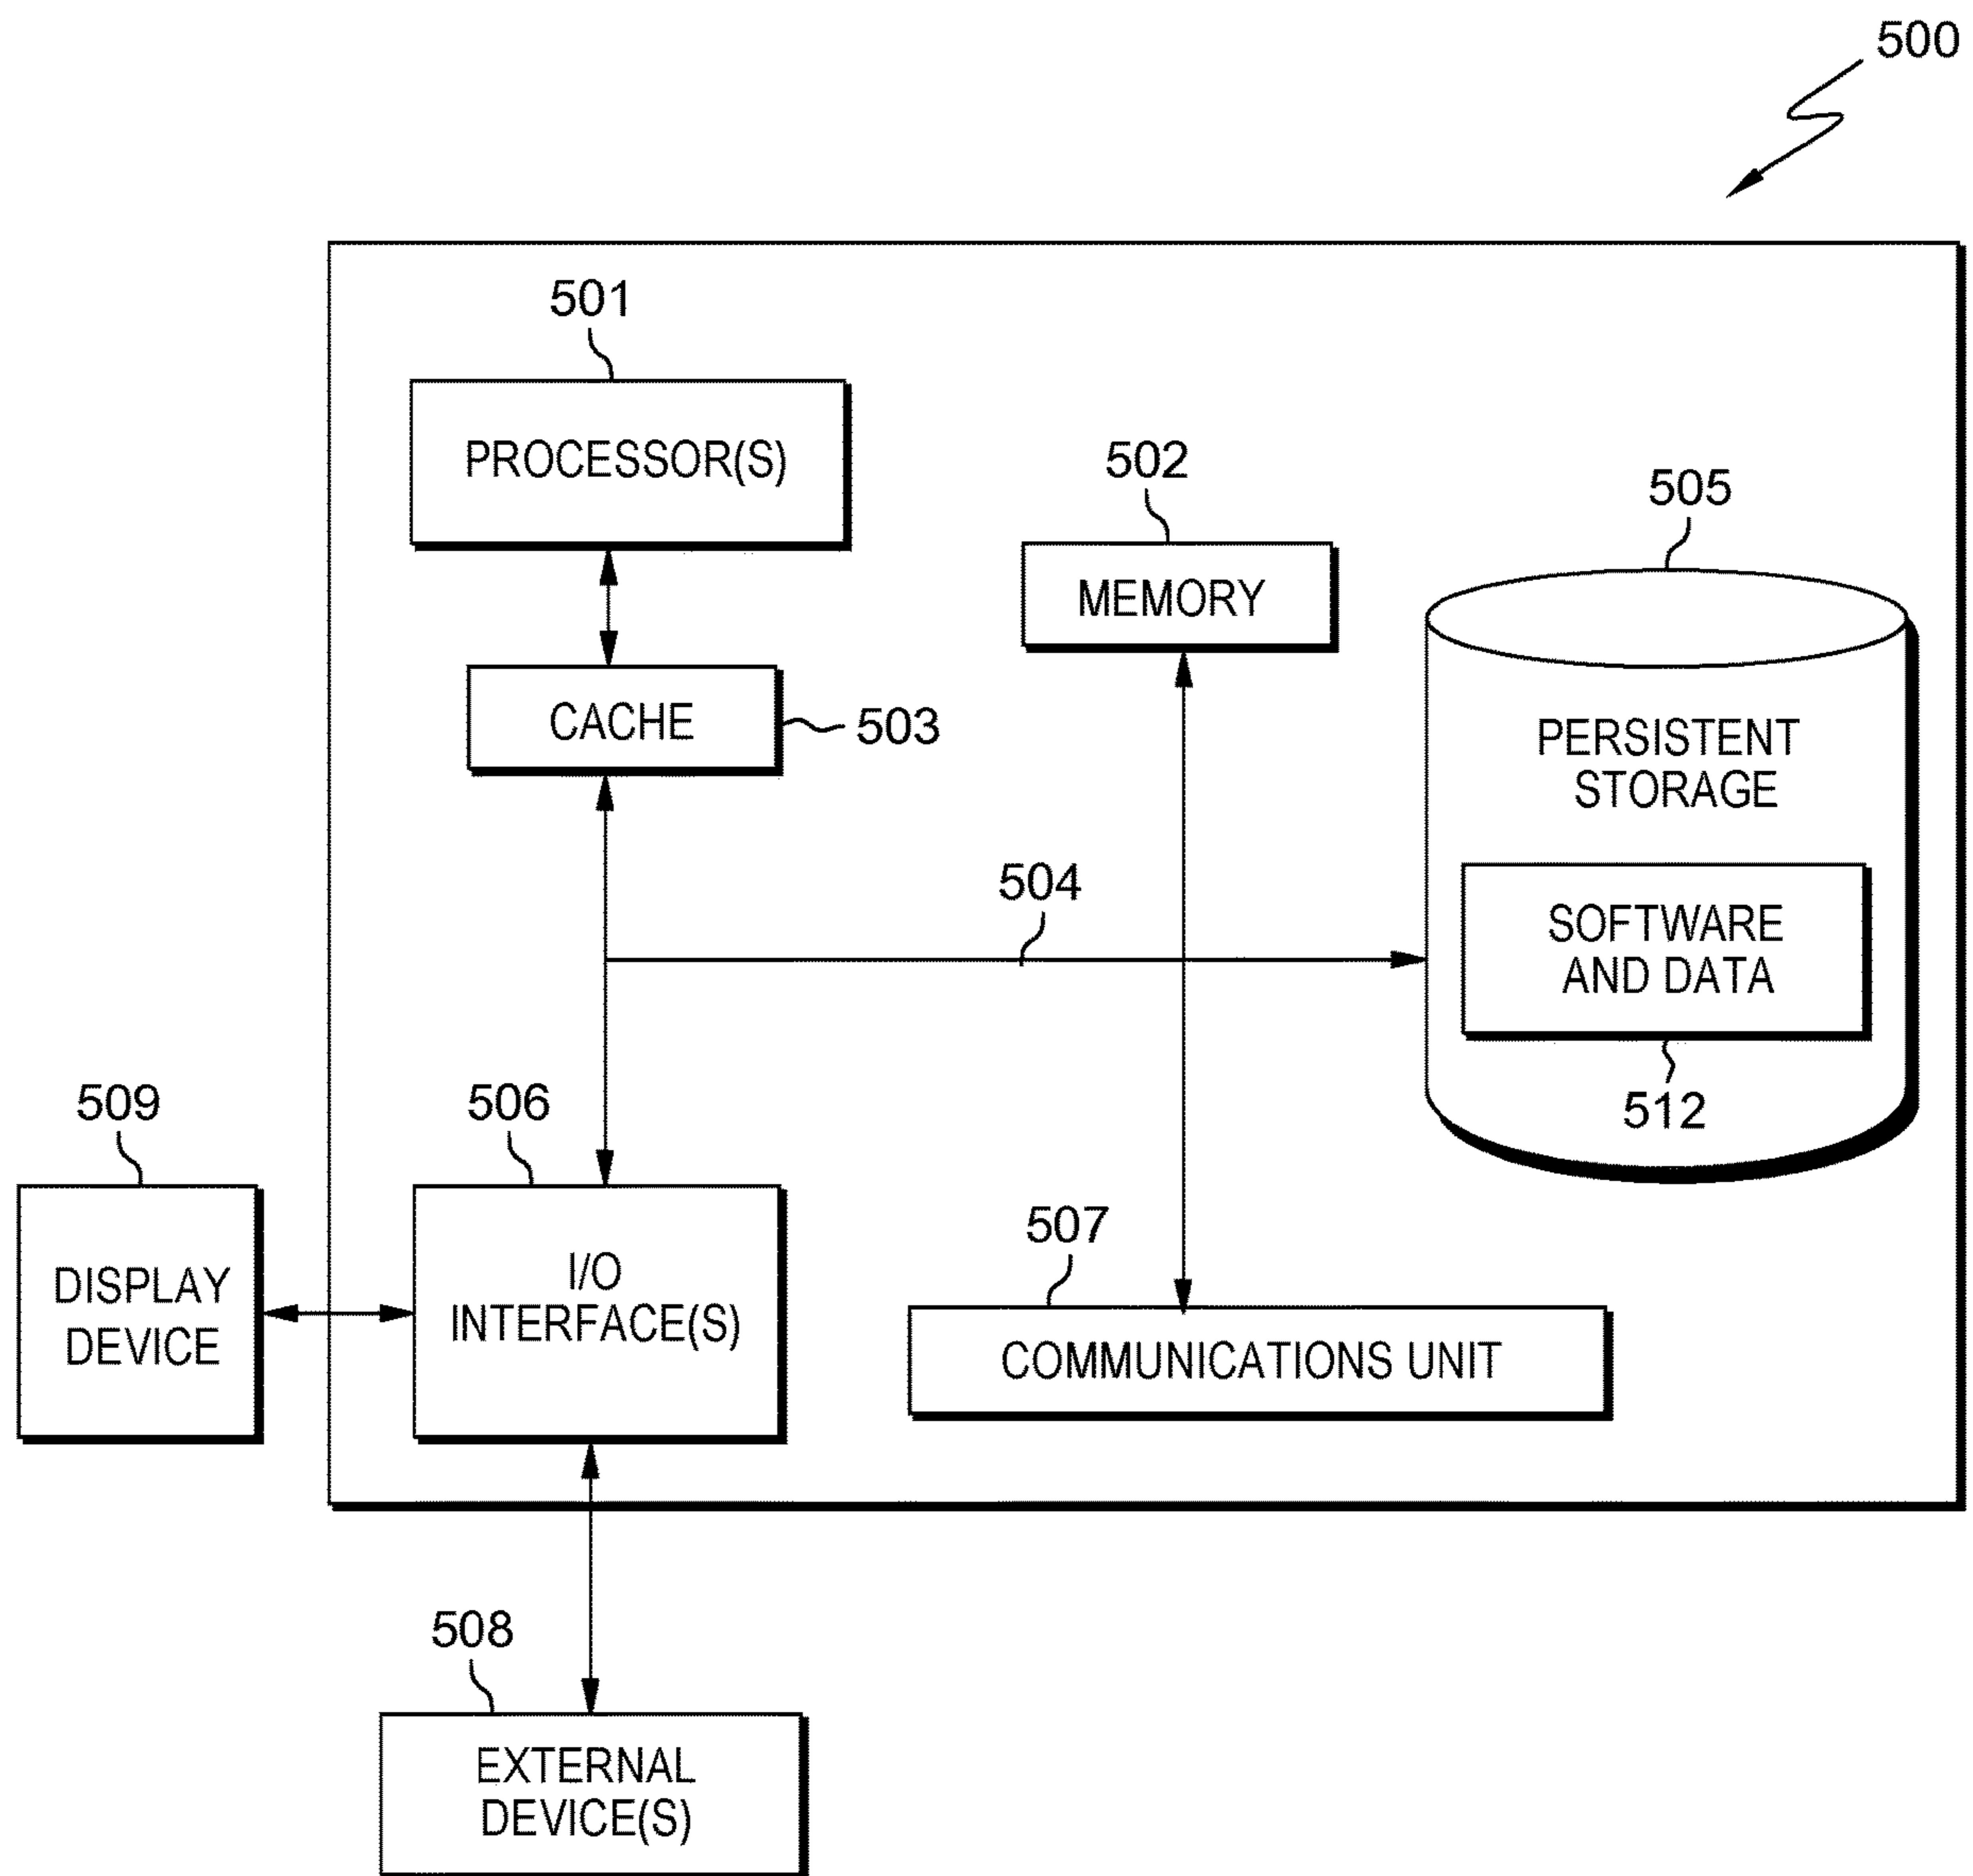 500
501
PROCESSOR(S)
502
MEMORY
505
CACHE
503
PERSISTENT
STORAGE
504
SOFTWARE
AND DATA
512
509
506
DISPLAY
DEVICE
I/O
INTERFACE(S)
507
COMMUNICATIONS UNIT
508
EXTERNAL
DEVICE(S)